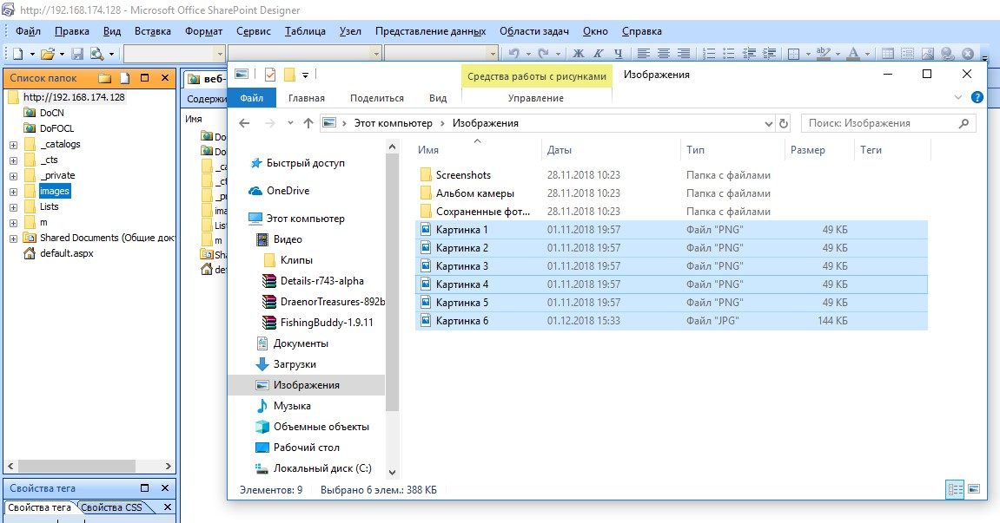 http://192.168.174.128 - Microsoft Office SharePoint Designer
Файл Правка Вид Вставка Формат Сервис Таблица Узел Представление данных Области задач Окно Справка
Ж К Ч
Список папок
http://192.168.174.128
DoCN
DoFOCL
_catalogs
_cts
_private
images
Lists
m
Shared Documents (Общие док
default.aspx
Свойства тега
Свойства тега Свойства CSS
веб-
Содержи
Имя
Do
Do
_ca
_ct
_pr
ima
List
m
Sha
def
Средства работы с рисунками Изображения
Файл Главная Поделиться Вид Управление
Этот компьютер Изображения
Поиск: Изображения
Быстрый доступ
OneDrive
Этот компьютер
Видео
Клипы
Details-r743-alpha
DraenorTreasures-892b
FishingBuddy-1.9.11
Документы
Загрузки
Изображения
Музыка
Объемные объекты
Рабочий стол
Локальный диск (C:)
Имя Даты Тип Размер Теги
Screenshots 28.11.2018 10:23 Папка с файлами
Альбом камеры 28.11.2018 10:23 Папка с файлами
Сохраненные фот... 28.11.2018 10:23 Папка с файлами
Картинка 1 01.11.2018 19:57 Файл "PNG" 49 КБ
Картинка 2 01.11.2018 19:57 Файл "PNG" 49 КБ
Картинка 3 01.11.2018 19:57 Файл "PNG" 49 КБ
Картинка 4 01.11.2018 19:57 Файл "PNG" 49 КБ
Картинка 5 01.11.2018 19:57 Файл "PNG" 49 КБ
Картинка 6 01.12.2018 15:33 Файл "JPG" 144 КБ
Элементов: 9 Выбрано 6 элем.: 388 КБ